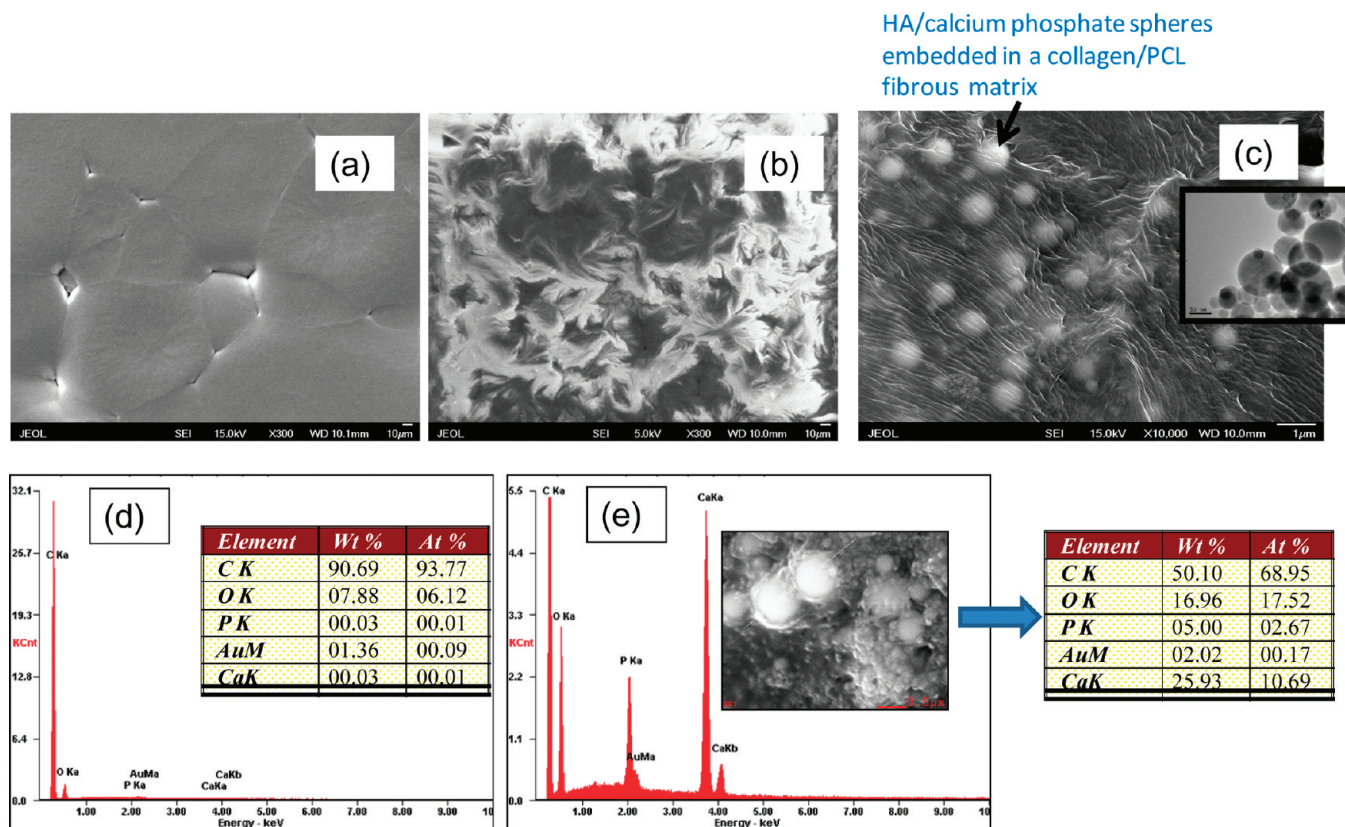 HA/calcium phosphate spheres
embedded in a collagen/PCL
fibrous matrix
(a)
JEOL SEI 15.0kV X300 WD 10.1mm 10µm
(b)
JEOL SEI 5.0kV X300 WD 10.0mm 10µm
(c)
50 nm
JEOL SEI 15.0kV X10,000 WD 10.0mm 1µm
(d)
32.1
25.7
19.3
KCnt
12.8
6.4
0.0
C Ka
O Ka
AuMa
P Ka
CaKb
CaKa
1.00 2.00 3.00 4.00 5.00 6.00 7.00 8.00 9.00 10
Energy - keV
Element Wt % At %
C K 90.69 93.77
O K 07.88 06.12
P K 00.03 00.01
AuM 01.36 00.09
CaK 00.03 00.01
(e)
5.5
4.4
3.3
KCnt
2.2
1.1
0.0
C Ka
O Ka
P Ka
AuMa
CaKa
CaKb
1.00 2.00 3.00 4.00 5.00 6.00 7.00 8.00 9.00 10
Energy - keV
Element Wt % At %
C K 50.10 68.95
O K 16.96 17.52
P K 05.00 02.67
AuM 02.02 00.17
CaK 25.93 10.69